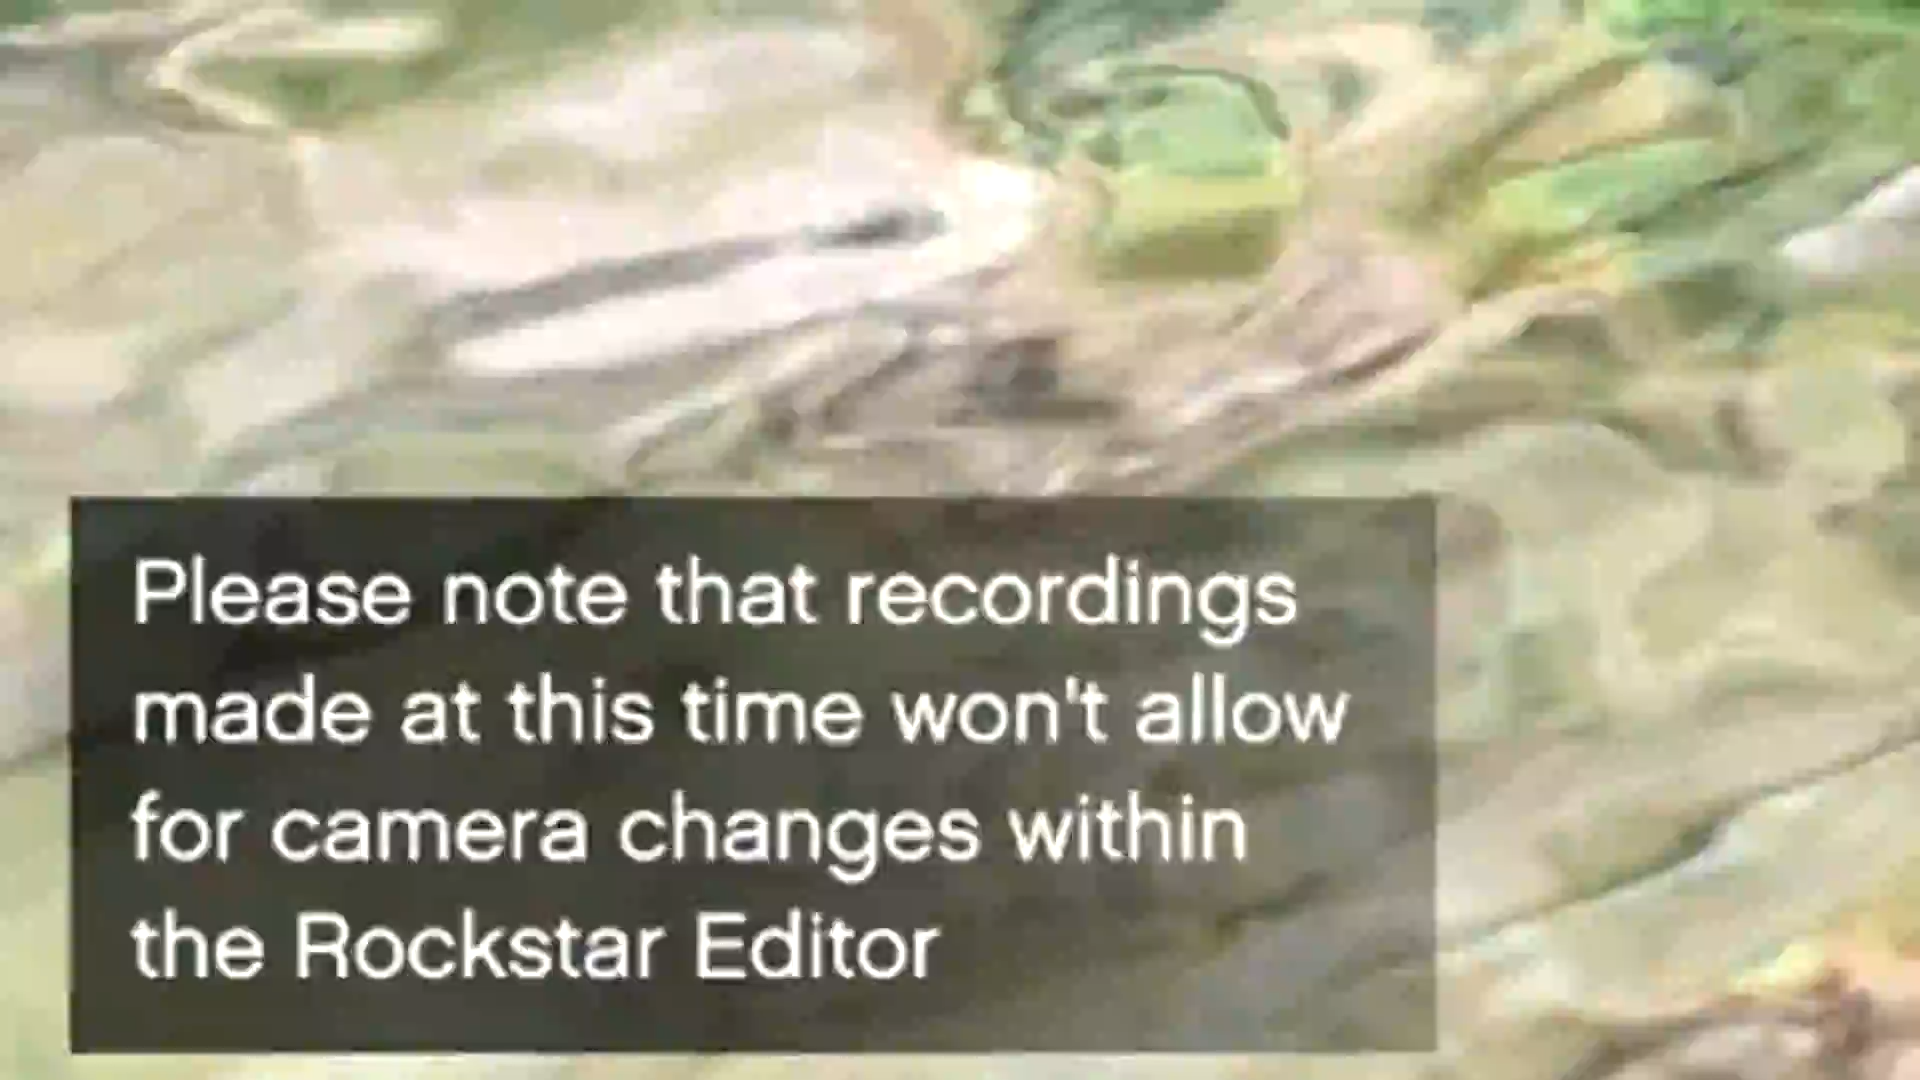 Please note that recordings
made at this time won't allow
for camera changes within
the Rockstar Editor